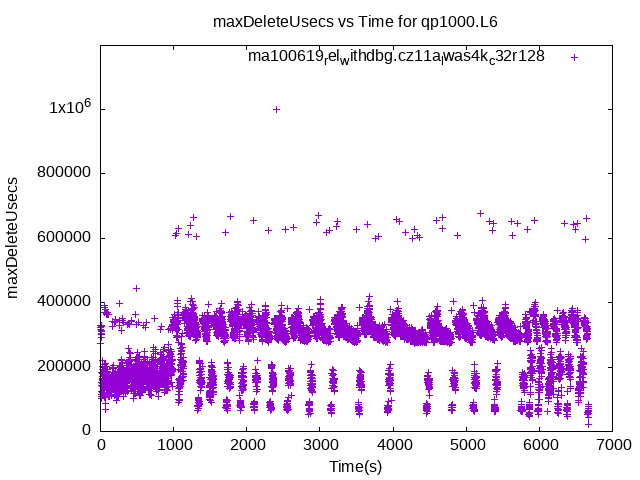 maxDeleteUsecs vs Time for qp1000.L6
ma100619relwithdbg.cz11aiwas4kc32r128
1x10^6
800000
600000
400000
200000
0
maxDeleteUsecs
0 1000 2000 3000 4000 5000 6000 7000
Time(s)